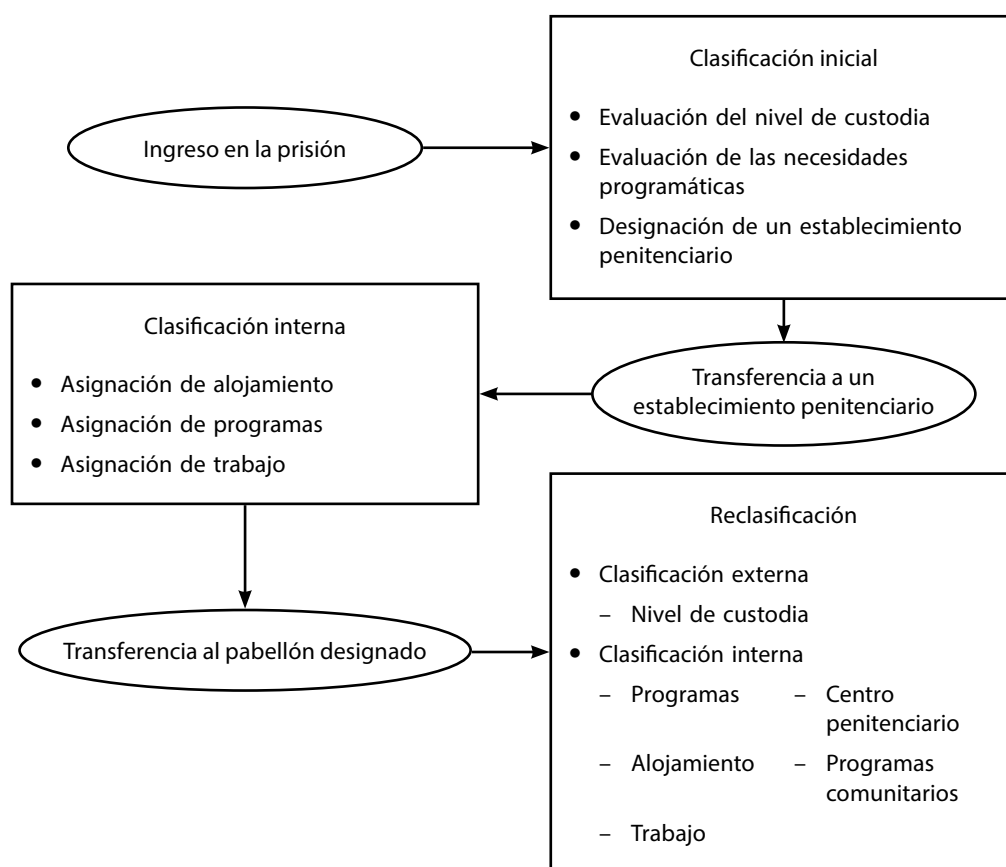 Ingreso en la prisión
Clasificación inicial
• Evaluación del nivel de custodia
• Evaluación de las necesidades
programáticas
• Designación de un establecimiento
penitenciario
Transferencia a un
establecimiento penitenciario
Clasificación interna
• Asignación de alojamiento
• Asignación de programas
• Asignación de trabajo
Transferencia al pabellón designado
Reclasificación
• Clasificación externa
– Nivel de custodia
• Clasificación interna
– Programas
– Centro
penitenciario
– Alojamiento
– Programas
comunitarios
– Trabajo